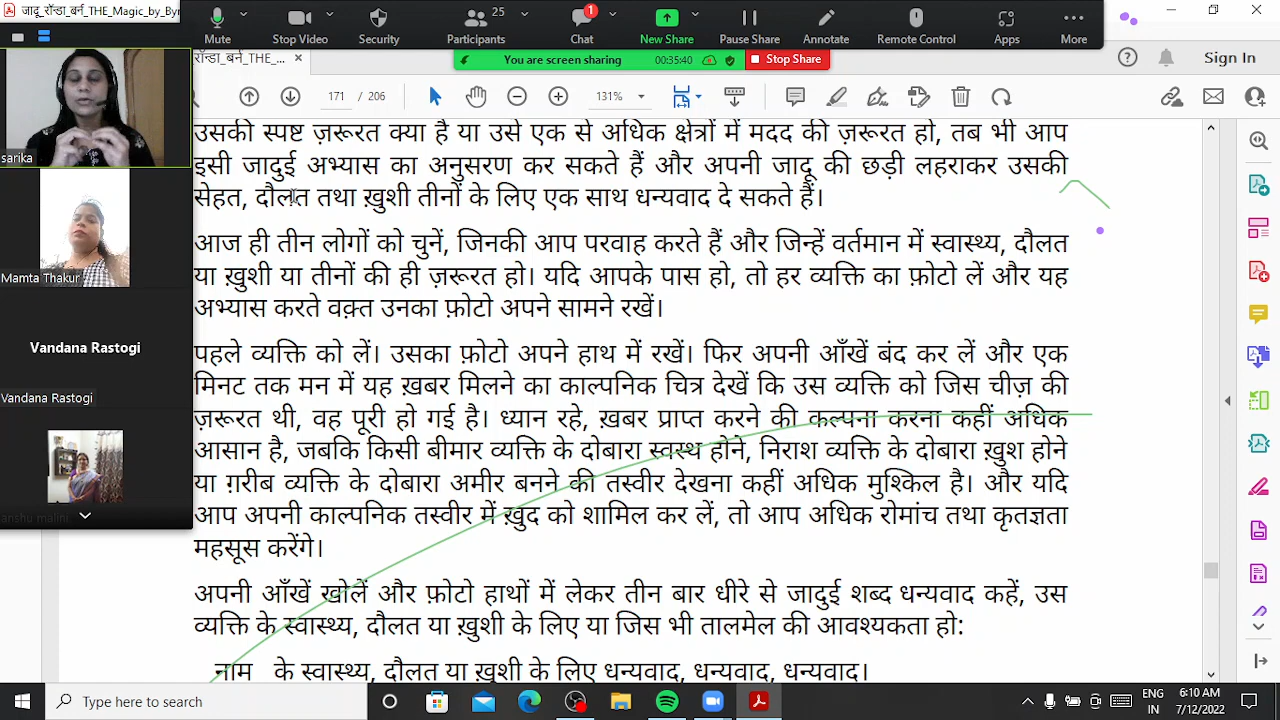 जादू_रॉन्डा_बर्न_THE_Magic_by_Byr
Mute
Stop Video
Security
25
Participants
1
Chat
New Share
Pause Share
Annotate
Remote Control
Apps
More
You are screen sharing
00:35:40
Stop Share
रॉन्डा_बर्न_THE_...
Sign In
171 / 206
131%
उसकी स्पष्ट ज़रूरत क्या है या उसे एक से अधिक क्षेत्रों में मदद की ज़रूरत हो, तब भी आप
इसी जादुई अभ्यास का अनुसरण कर सकते हैं और अपनी जादू की छड़ी लहराकर उसकी
सेहत, दौलत तथा ख़ुशी तीनों के लिए एक साथ धन्यवाद दे सकते हैं।
आज ही तीन लोगों को चुनें, जिनकी आप परवाह करते हैं और जिन्हें वर्तमान में स्वास्थ्य, दौलत
या ख़ुशी या तीनों की ही ज़रूरत हो। यदि आपके पास हो, तो हर व्यक्ति का फ़ोटो लें और यह
अभ्यास करते वक़्त उनका फ़ोटो अपने सामने रखें।
पहले व्यक्ति को लें। उसका फ़ोटो अपने हाथ में रखें। फिर अपनी आँखें बंद कर लें और एक
मिनट तक मन में यह ख़बर मिलने का काल्पनिक चित्र देखें कि उस व्यक्ति को जिस चीज़ की
ज़रूरत थी, वह पूरी हो गई है। ध्यान रहे, ख़बर प्राप्त करने की कल्पना करना कहीं अधिक
आसान है, जबकि किसी बीमार व्यक्ति के दोबारा स्वस्थ होने, निराश व्यक्ति के दोबारा ख़ुश होने
या ग़रीब व्यक्ति के दोबारा अमीर बनने की तस्वीर देखना कहीं अधिक मुश्किल है। और यदि
आप अपनी काल्पनिक तस्वीर में ख़ुद को शामिल कर लें, तो आप अधिक रोमांच तथा कृतज्ञता
महसूस करेंगे।
अपनी आँखें खोलें और फ़ोटो हाथों में लेकर तीन बार धीरे से जादुई शब्द धन्यवाद कहें, उस
व्यक्ति के स्वास्थ्य, दौलत या ख़ुशी के लिए या जिस भी तालमेल की आवश्यकता हो:
नाम के स्वास्थ्य, दौलत या ख़ुशी के लिए धन्यवाद, धन्यवाद, धन्यवाद।
sarika
Mamta Thakur
Vandana Rastogi
Vandana Rastogi
anshu malini
Type here to search
ENG
IN
6:10 AM
7/12/2022